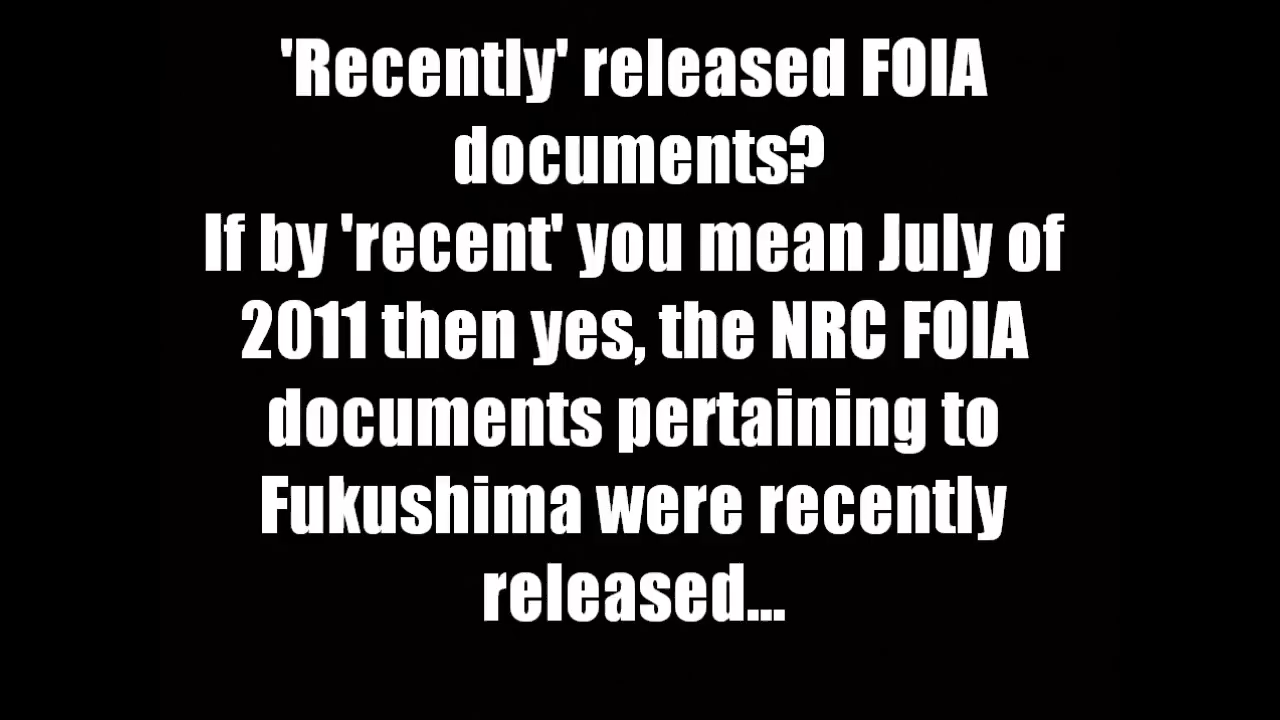 'Recently' released FOIA
documents?
If by 'recent' you mean July of
2011 then yes, the NRC FOIA
documents pertaining to
Fukushima were recently
released...